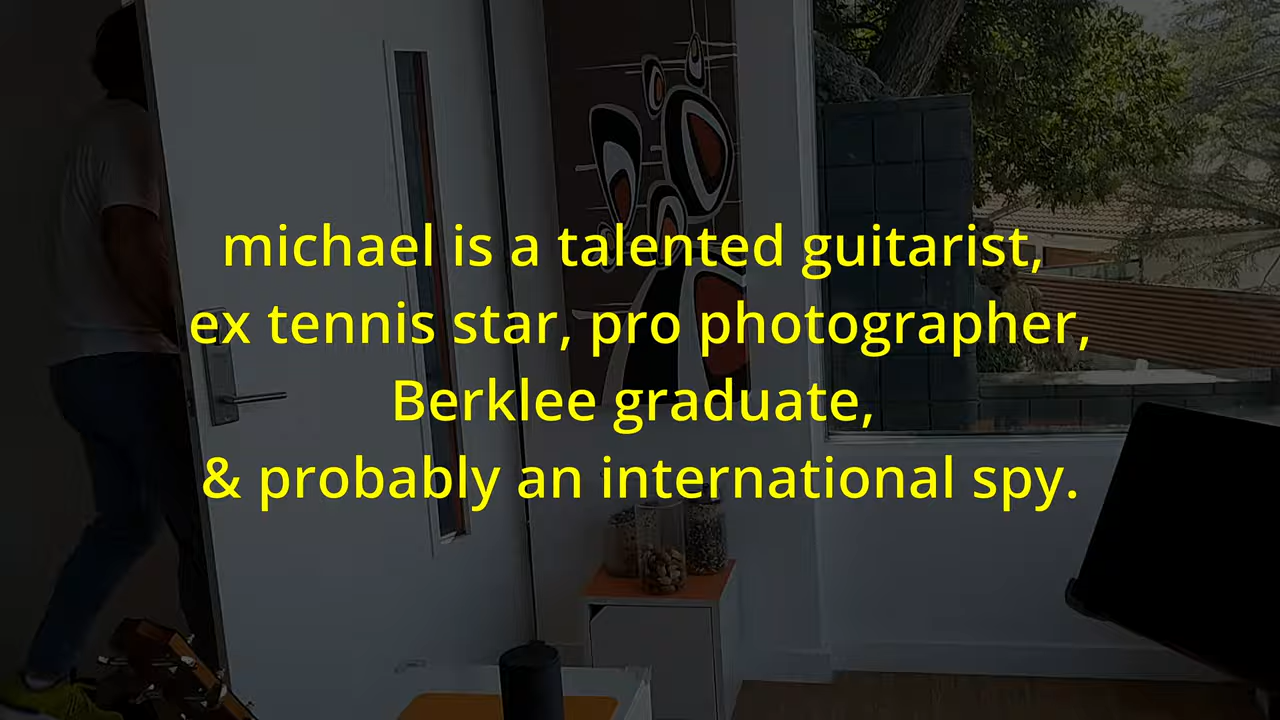 michael is a talented guitarist,
ex tennis star, pro photographer,
Berklee graduate,
& probably an international spy.